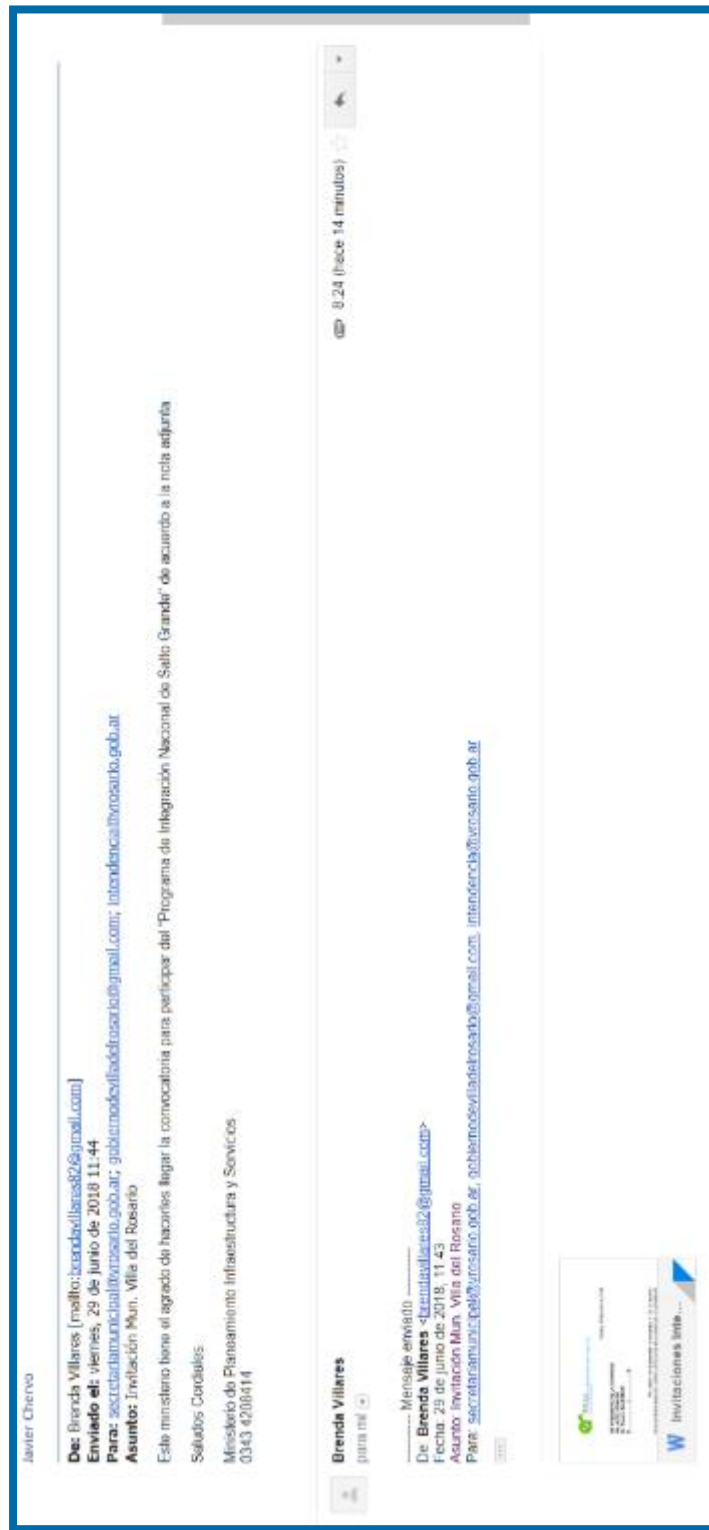 Javier Chervo
De: Brenda Villares [mailto:brendavillares82@gmail.com]
Enviado el: viernes, 29 de junio de 2018 11:44
Para: secretariamunicipal@vrosario.gob.ar; gobiernodevilladelrosario@gmail.com; intendencia@vrosario.gob.ar
Asunto: Invitación Mun. Villa del Rosario
Este ministerio tiene el agrado de hacerles llegar la convocatoria para participar del "Programa de Integración Nacional de Salto Grande" de acuerdo a la nota adjunta
Saludos Cordiales
Ministerio de Planeamiento Infraestructura y Servicios
0343 4208414
Brenda Villares
8:24 (hace 14 minutos)
para mí
---------- Mensaje enviado ----------
De: Brenda Villares <brendavillares82@gmail.com>
Fecha: 29 de junio de 2018, 11:43
Asunto: Invitación Mun. Villa del Rosario
Para: secretariamunicipal@vrosario.gob.ar, gobiernodevilladelrosario@gmail.com, intendencia@vrosario.gob.ar
er
W Invitaciones Inte...